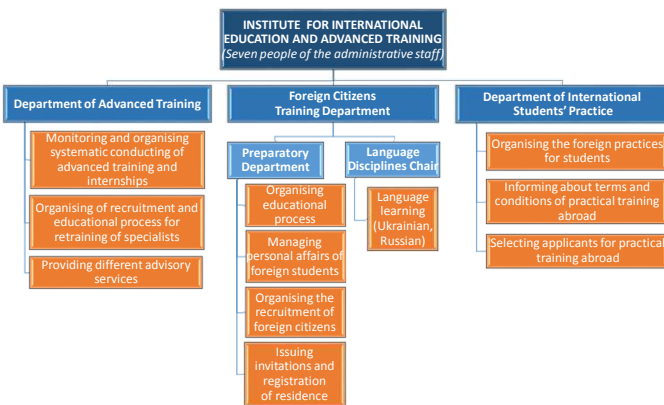 INSTITUTE FOR INTERNATIONAL
EDUCATION AND ADVANCED TRAINING
(Seven people of the administrative staff)
Department of Advanced Training
Monitoring and organising
systematic conducting of
advanced training and
internships
Organising of recruitment and
educational process for
retraining of specialists
Providing different advisory
services
Foreign Citizens
Training Department
Preparatory
Department
Organising
educational
process
Managing
personal affairs of
foreign students
Organising the
recruitment of
foreign citizens
Issuing
invitations and
registration
of residence
Language
Disciplines Chair
Language
learning
(Ukrainian,
Russian)
Department of International
Students’ Practice
Organising the foreign practices
for students
Informing about terms and
conditions of practical training
abroad
Selecting applicants for practical
training abroad